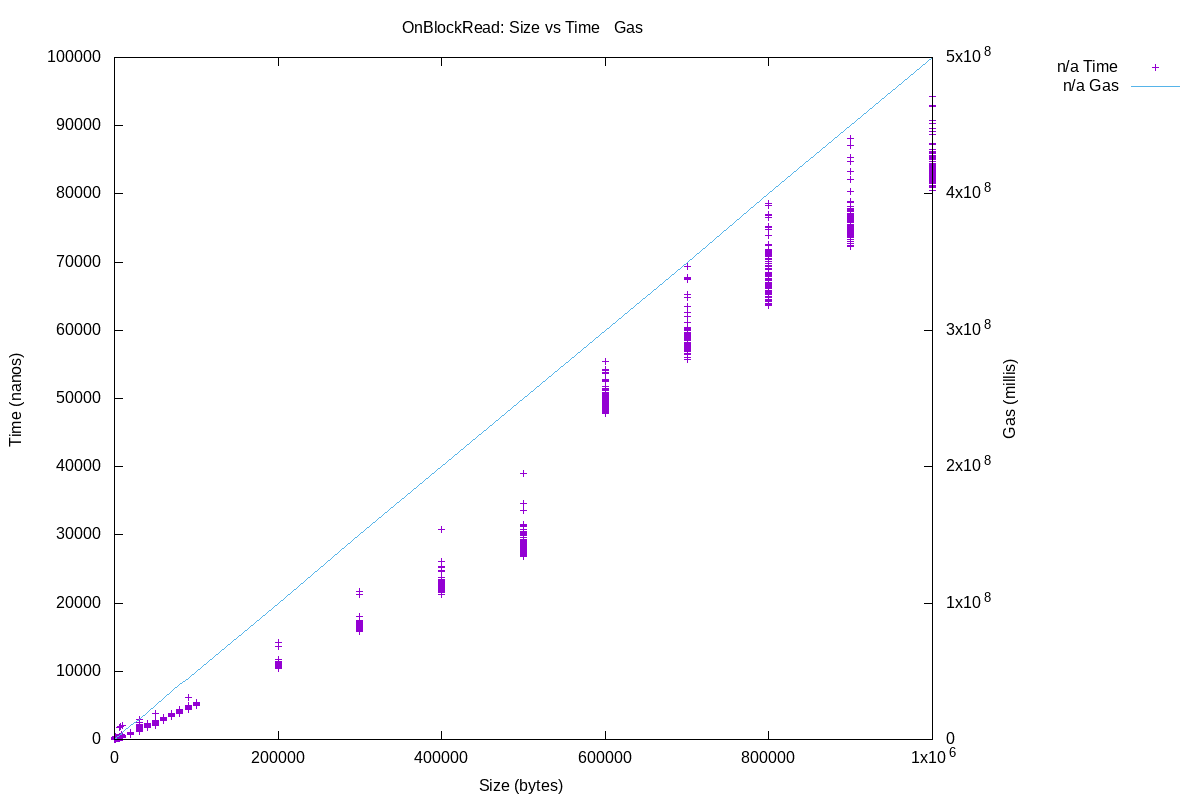 OnBlockRead: Size vs Time   Gas
n/a Time
n/a Gas
100000
90000
80000
70000
60000
50000
40000
30000
20000
10000
0
Time (nanos)
5x10^8
4x10^8
3x10^8
2x10^8
1x10^8
0
Gas (millis)
0
200000
400000
600000
800000
1x10^6
Size (bytes)